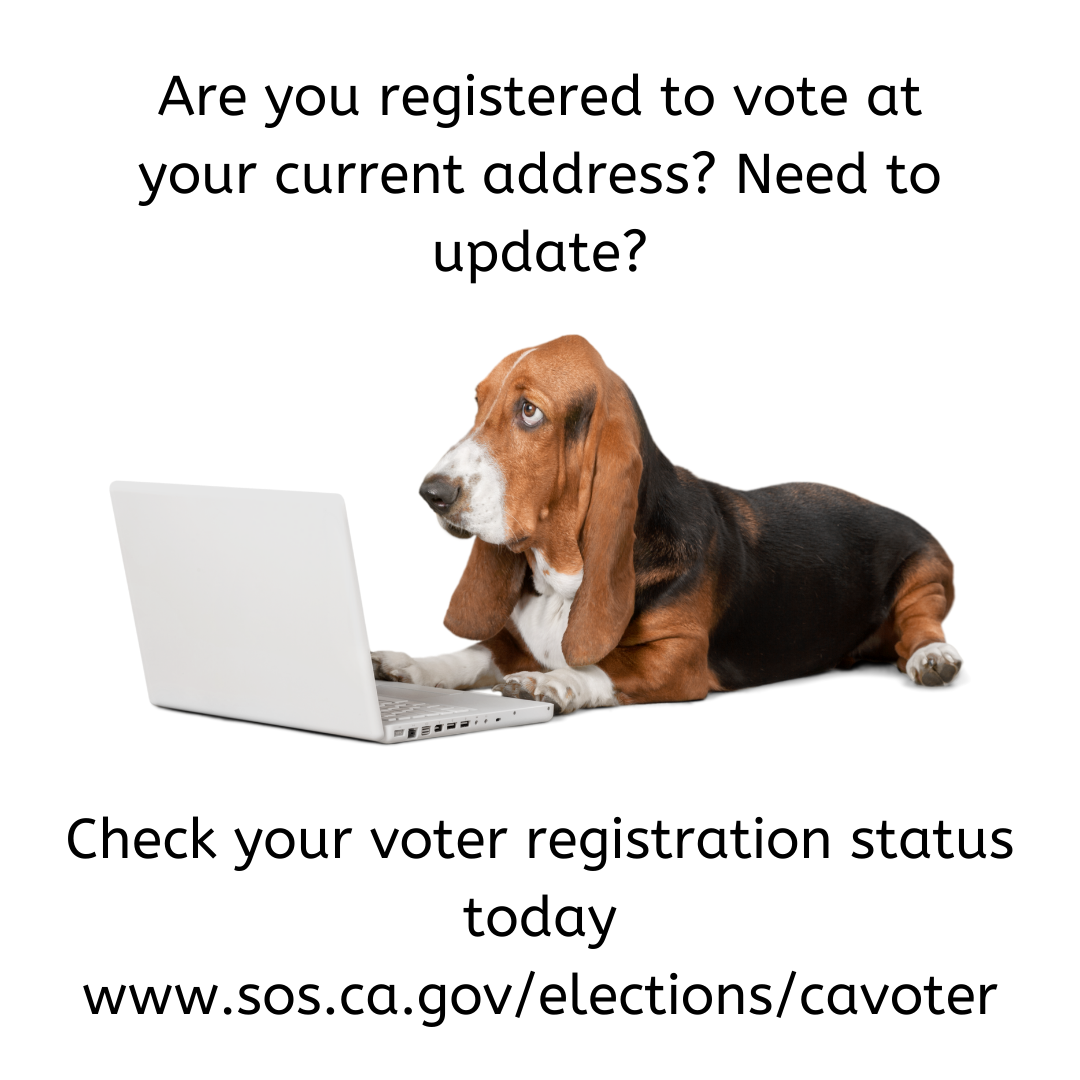 Are you registered to vote at
your current address? Need to
update?
Check your voter registration status
today
www.sos.ca.gov/elections/cavoter